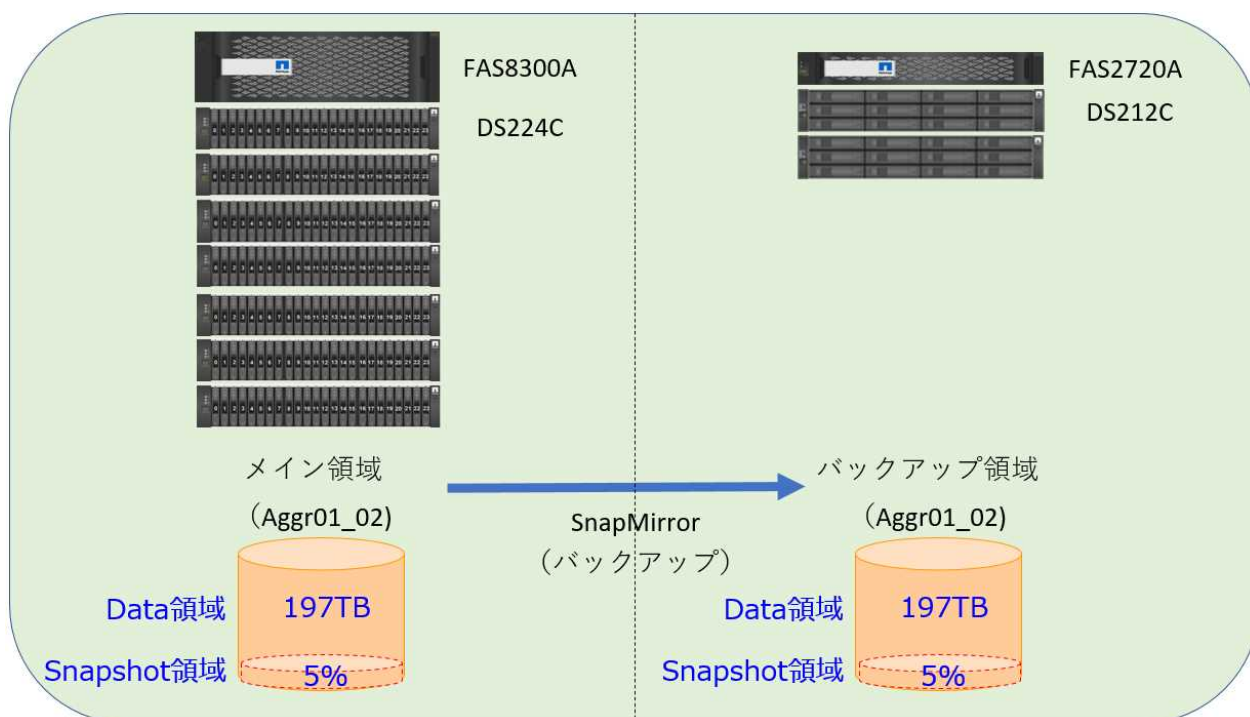 FAS8300A
DS224C
FAS2720A
DS212C
メイン領域
（Aggr01_02)
SnapMirror
（バックアップ）
バックアップ領域
（Aggr01_02)
Data領域
197TB
Snapshot領域
5%
Data領域
197TB
Snapshot領域
5%